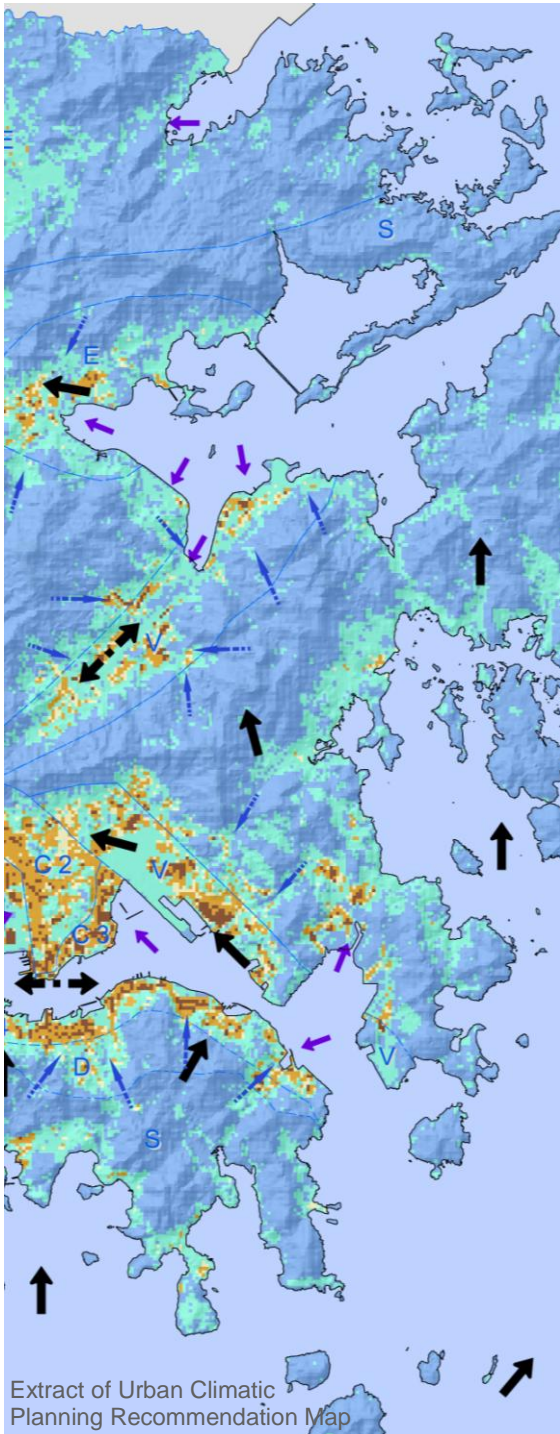 E
S
E
V
C 2
V
C 3
D
V
S
Extract of Urban Climatic
Planning Recommendation Map